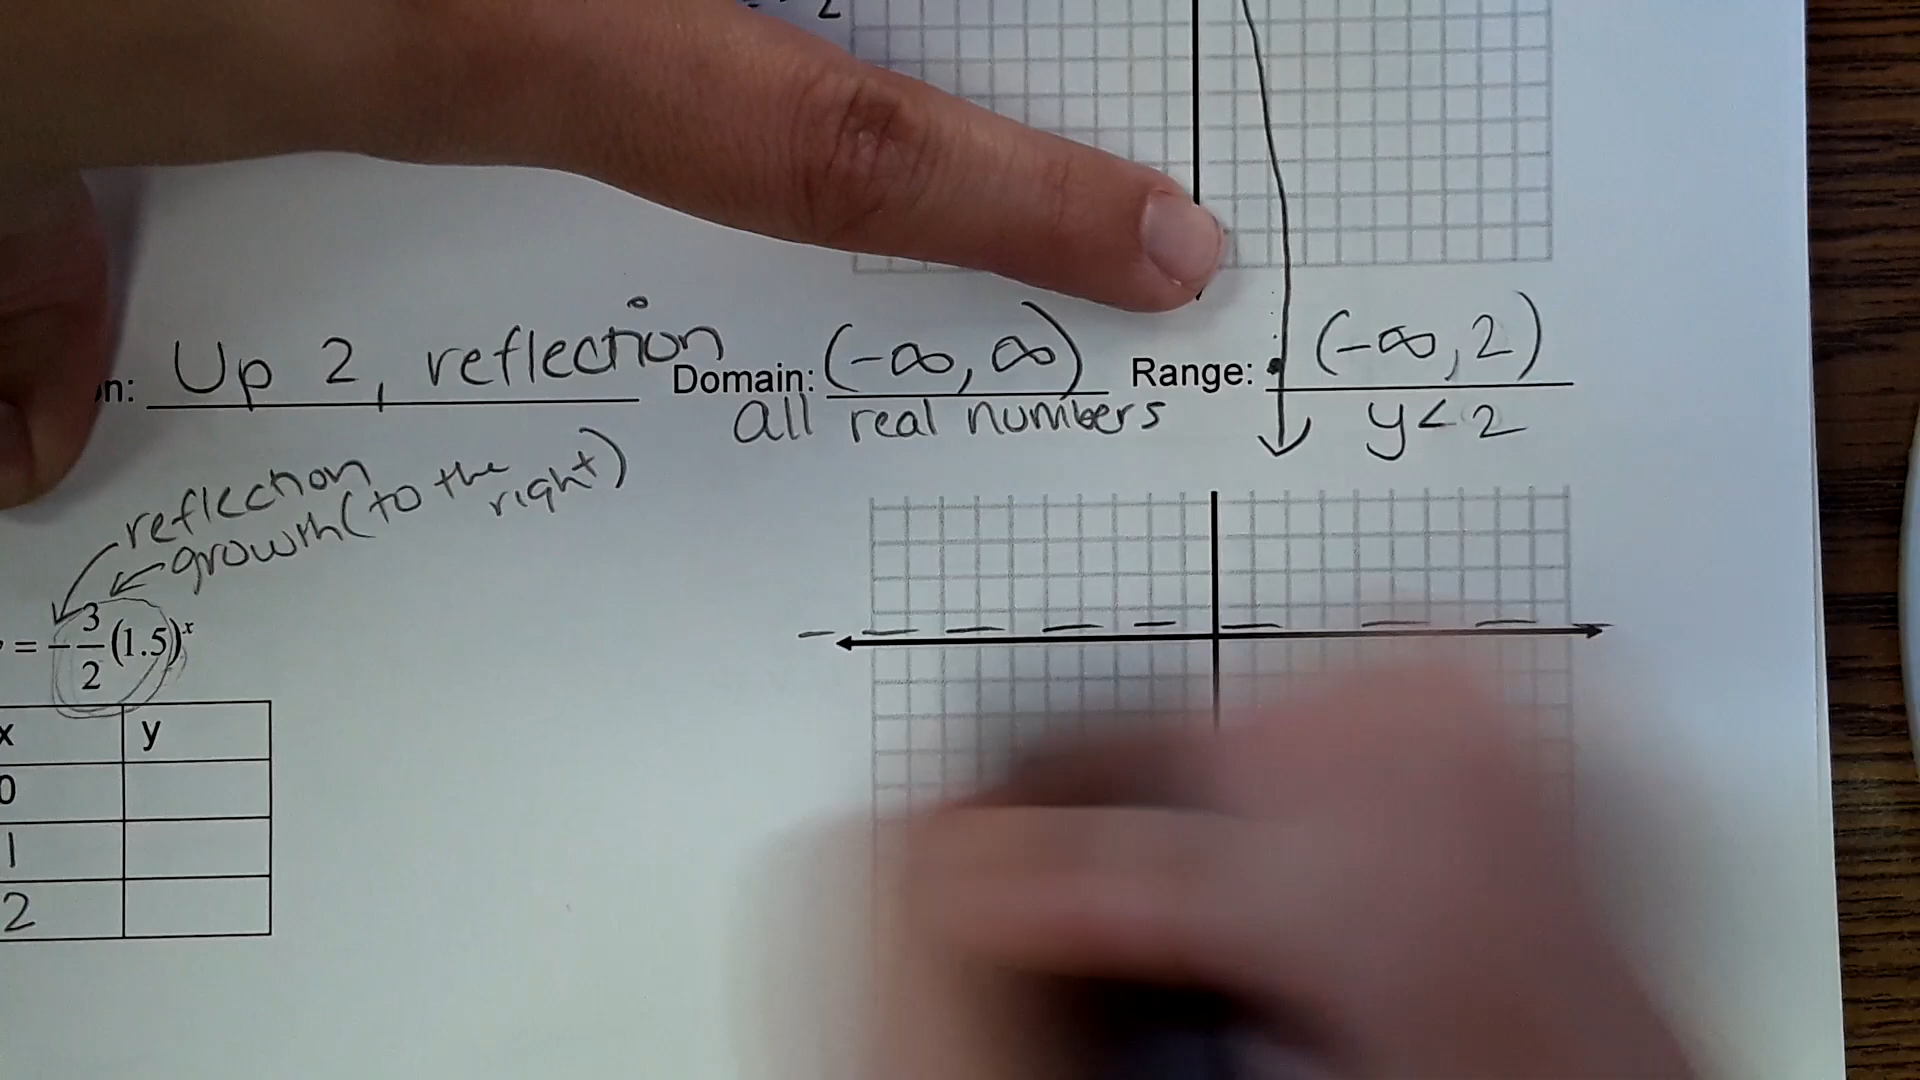 2
n: Up 2, reflection Domain: (-∞, ∞) Range: (-∞, 2)
all real numbers y < 2
reflection
growth (to the right)
= -3/2 (1.5)^x
x y
0
1
2